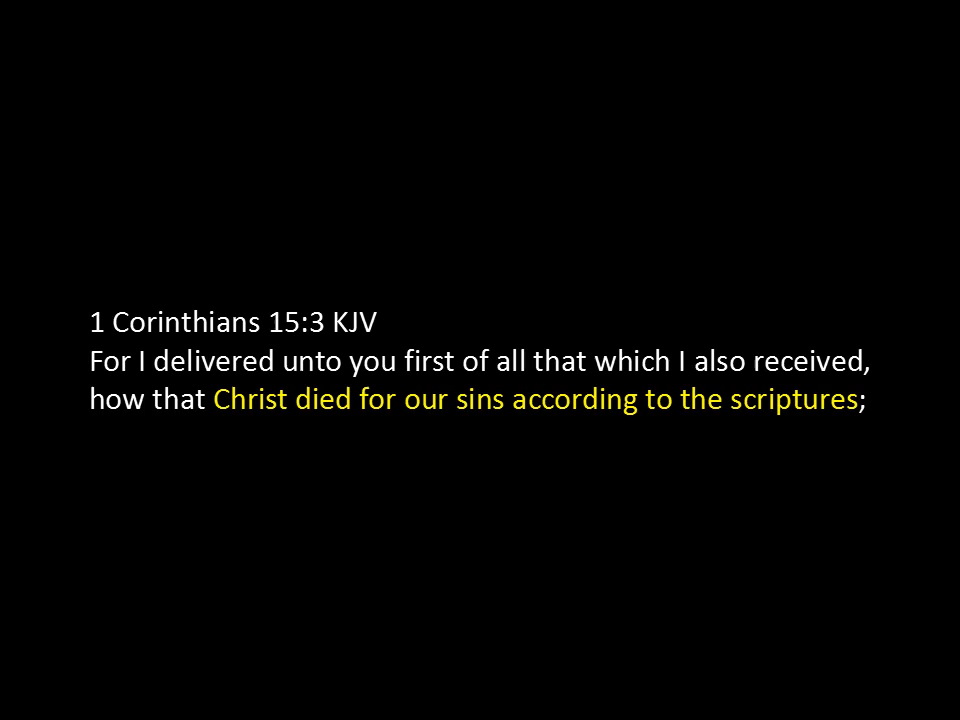 1 Corinthians 15:3 KJV
For I delivered unto you first of all that which I also received,
how that Christ died for our sins according to the scriptures;